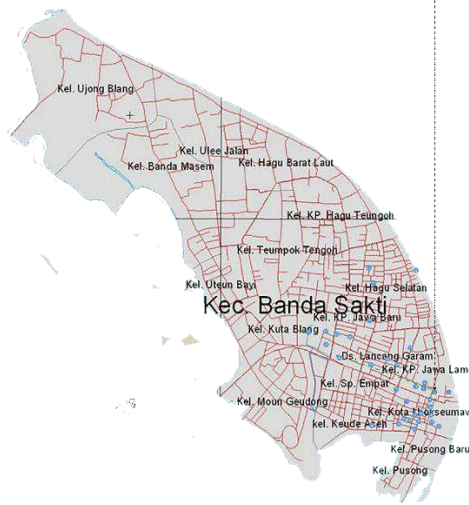 Kel. Ujong Blang
Kel. Ulee Jalan
Kel. Hagu Barat Laut
Kel. Banda Masem
Kel. KP. Hagu Teungoh
Kel. Teumpok Tengoh
Kel. Uteun Bayi
Kel. Hagu Selatan
Kec. Banda Sakti
Kel. KP. Jawa Baru
Kel. Kuta Blang
Ds. Lanceng Garam
Kel. KP. Jawa Lam
Kel. Sp. Empat
Kel. Moun Geudong
Kel. Kota Lhokseumaw
kel. Keude Aceh
Kel. Pusong Baru
Kel. Pusong